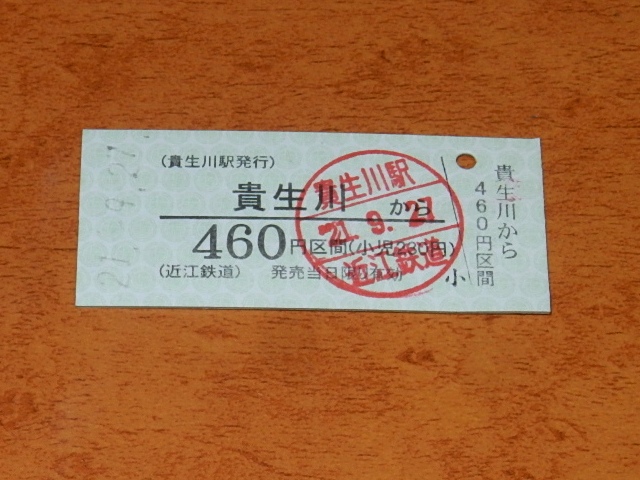 21.-9.27
(貴生川駅発行)
貴生川から
460円区間(小児230円)
(近江鉄道) 発売当日限り有効
小
貴生川駅
21.9.27
近江鉄道
貴生川から
460円区間